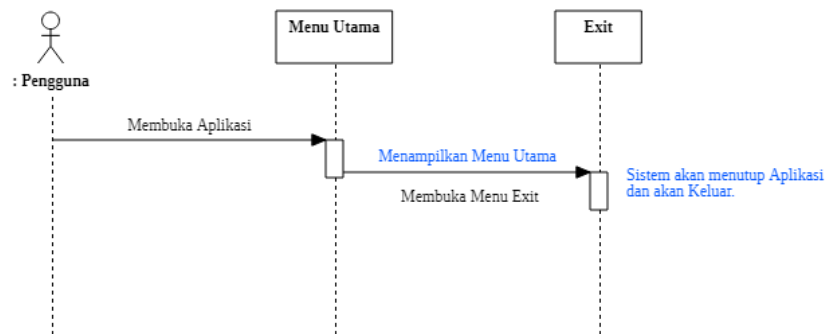 Menu Utama
Exit
: Pengguna
Membuka Aplikasi
Menampilkan Menu Utama
Membuka Menu Exit
Sistem akan menutup Aplikasi
dan akan Keluar.